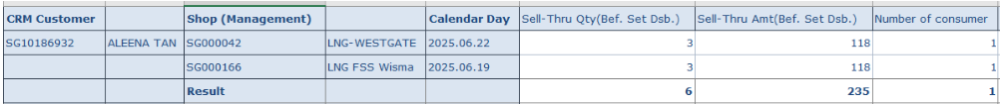 CRM Customer Shop (Management) Calendar Day Sell-Thru Qty(Bef. Set Dsb.) Sell-Thru Amt(Bef. Set Dsb.) Number of consumer
SG10186932 ALEENA TAN SG000042 LNG-WESTGATE 2025.06.22 3 118 1
SG000166 LNG FSS Wisma 2025.06.19 3 118 1
Result 6 235 1